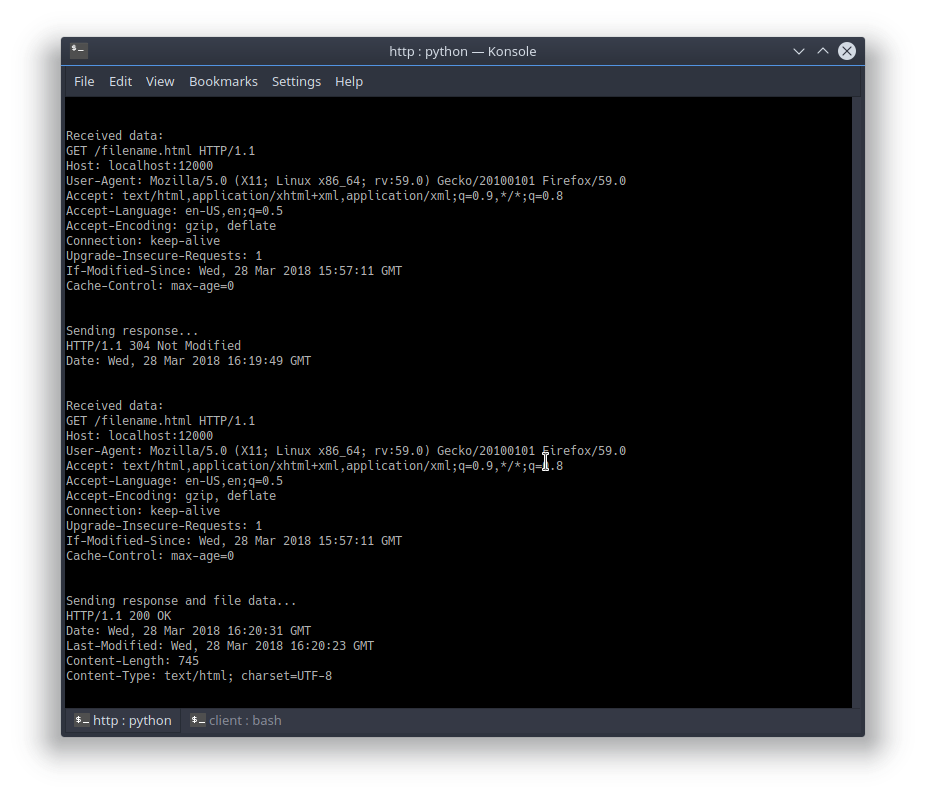 http : python — Konsole
File Edit View Bookmarks Settings Help
Received data:
GET /filename.html HTTP/1.1
Host: localhost:12000
User-Agent: Mozilla/5.0 (X11; Linux x86_64; rv:59.0) Gecko/20100101 Firefox/59.0
Accept: text/html,application/xhtml+xml,application/xml;q=0.9,*/*;q=0.8
Accept-Language: en-US,en;q=0.5
Accept-Encoding: gzip, deflate
Connection: keep-alive
Upgrade-Insecure-Requests: 1
If-Modified-Since: Wed, 28 Mar 2018 15:57:11 GMT
Cache-Control: max-age=0
Sending response...
HTTP/1.1 304 Not Modified
Date: Wed, 28 Mar 2018 16:19:49 GMT
Received data:
GET /filename.html HTTP/1.1
Host: localhost:12000
User-Agent: Mozilla/5.0 (X11; Linux x86_64; rv:59.0) Gecko/20100101 Firefox/59.0
Accept: text/html,application/xhtml+xml,application/xml;q=0.9,*/*;q=0.8
Accept-Language: en-US,en;q=0.5
Accept-Encoding: gzip, deflate
Connection: keep-alive
Upgrade-Insecure-Requests: 1
If-Modified-Since: Wed, 28 Mar 2018 15:57:11 GMT
Cache-Control: max-age=0
Sending response and file data...
HTTP/1.1 200 OK
Date: Wed, 28 Mar 2018 16:20:31 GMT
Last-Modified: Wed, 28 Mar 2018 16:20:23 GMT
Content-Length: 745
Content-Type: text/html; charset=UTF-8
http : python client : bash